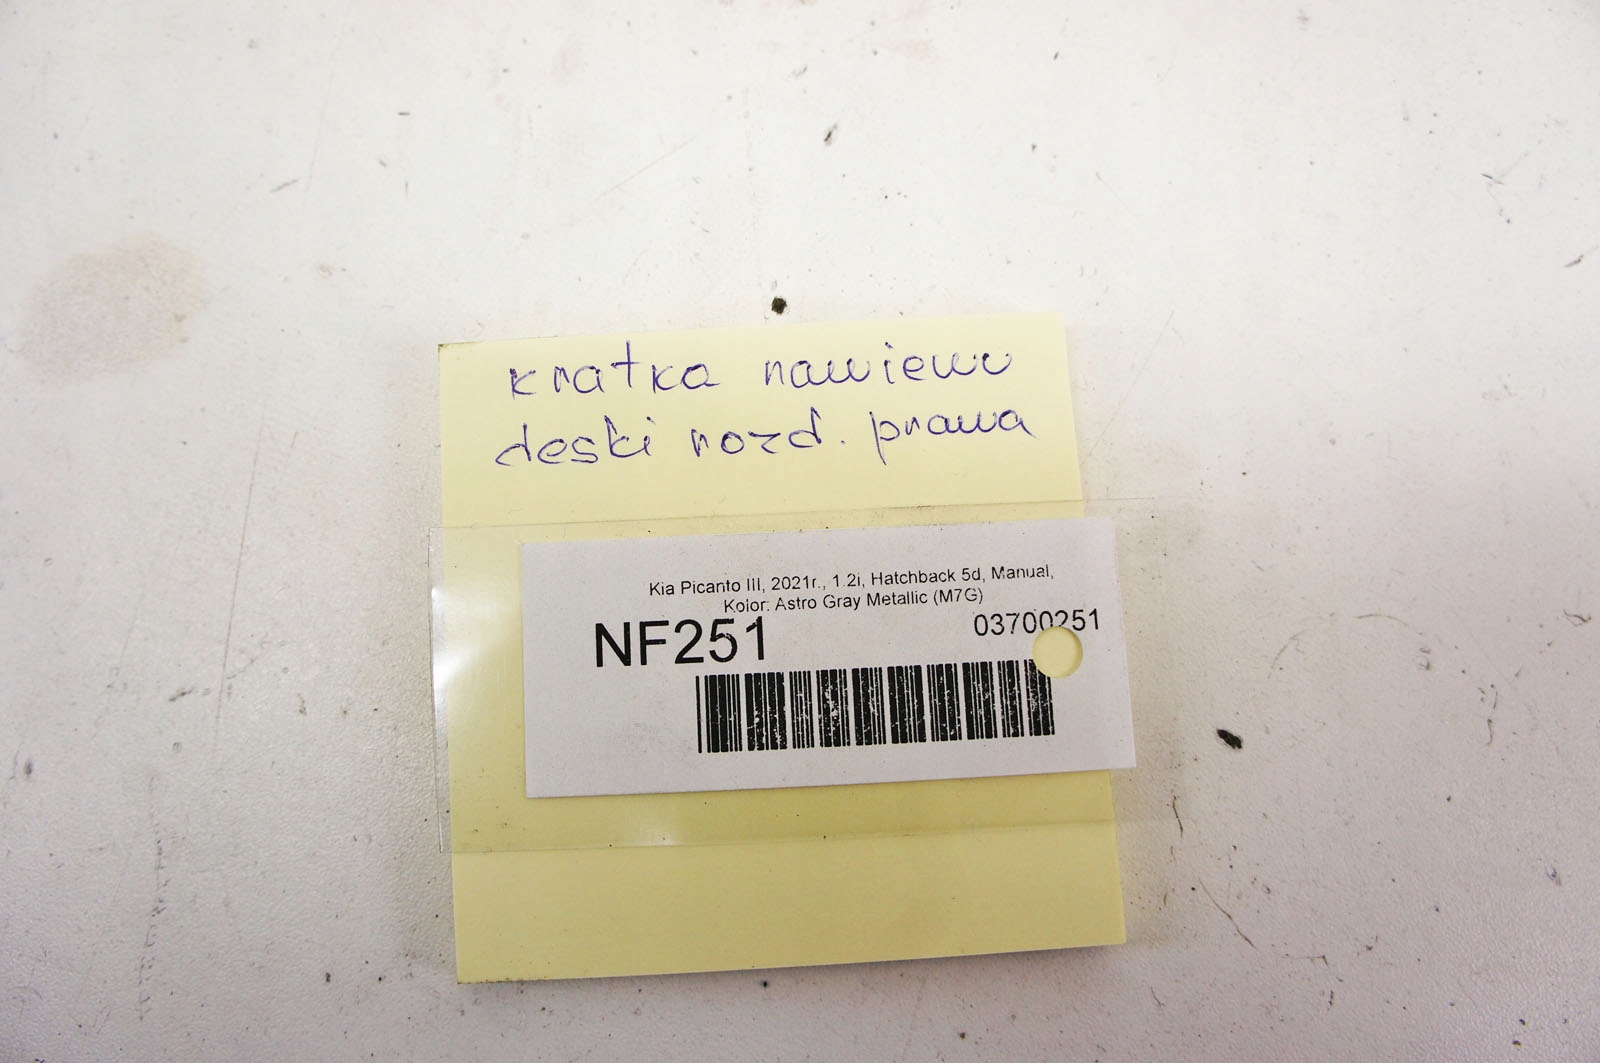 kratka nawiewu
deski rozd. prawa
Kia Picanto III, 2021r., 1.2i, Hatchback 5d, Manual,
Kolor: Astro Gray Metallic (M7G)
NF251
03700251